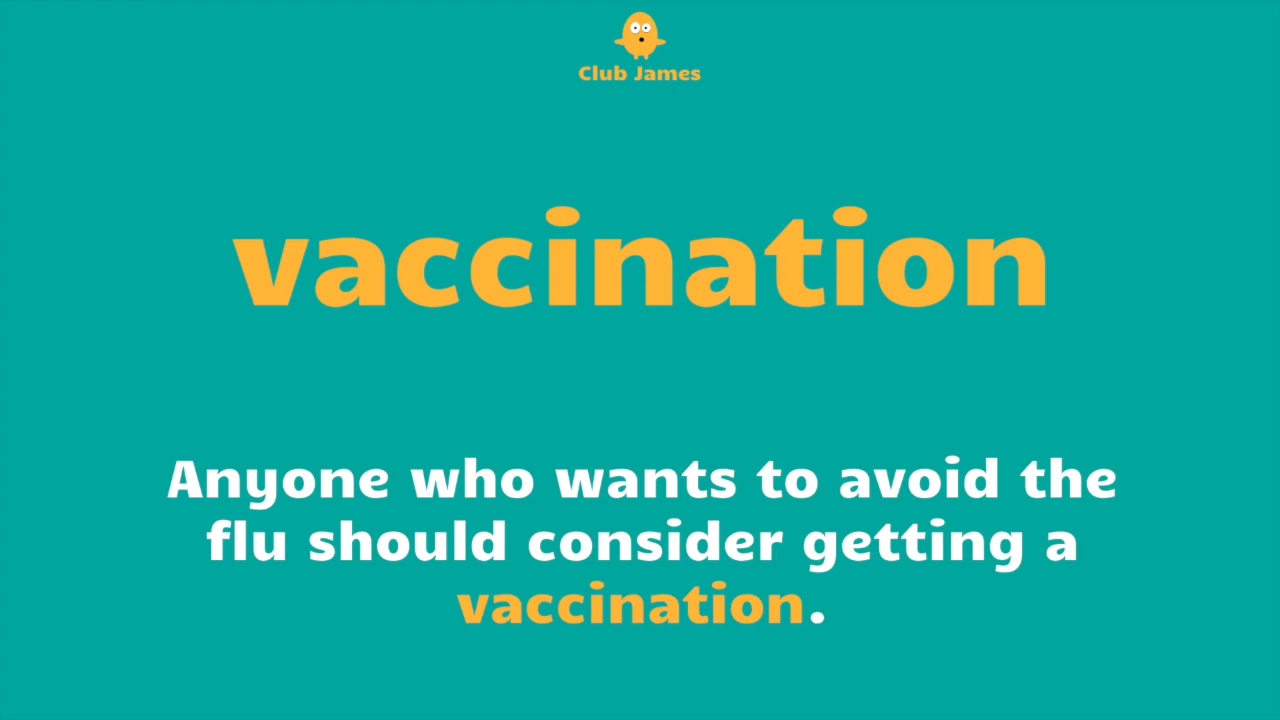 Club James
vaccination
Anyone who wants to avoid the
flu should consider getting a
vaccination.